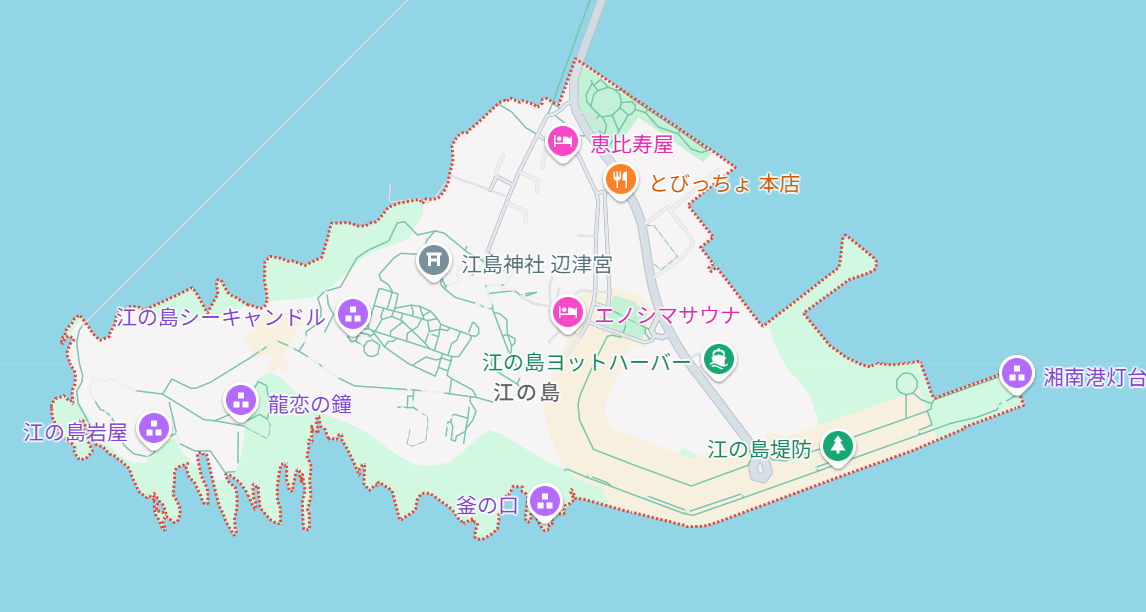 恵比寿屋
とびっちょ 本店
江島神社 辺津宮
江の島シーキャンドル
エノシマサウナ
江の島ヨットハーバー
湘南港灯台
江の島
龍恋の鐘
江の島岩屋
江の島堤防
釜の口